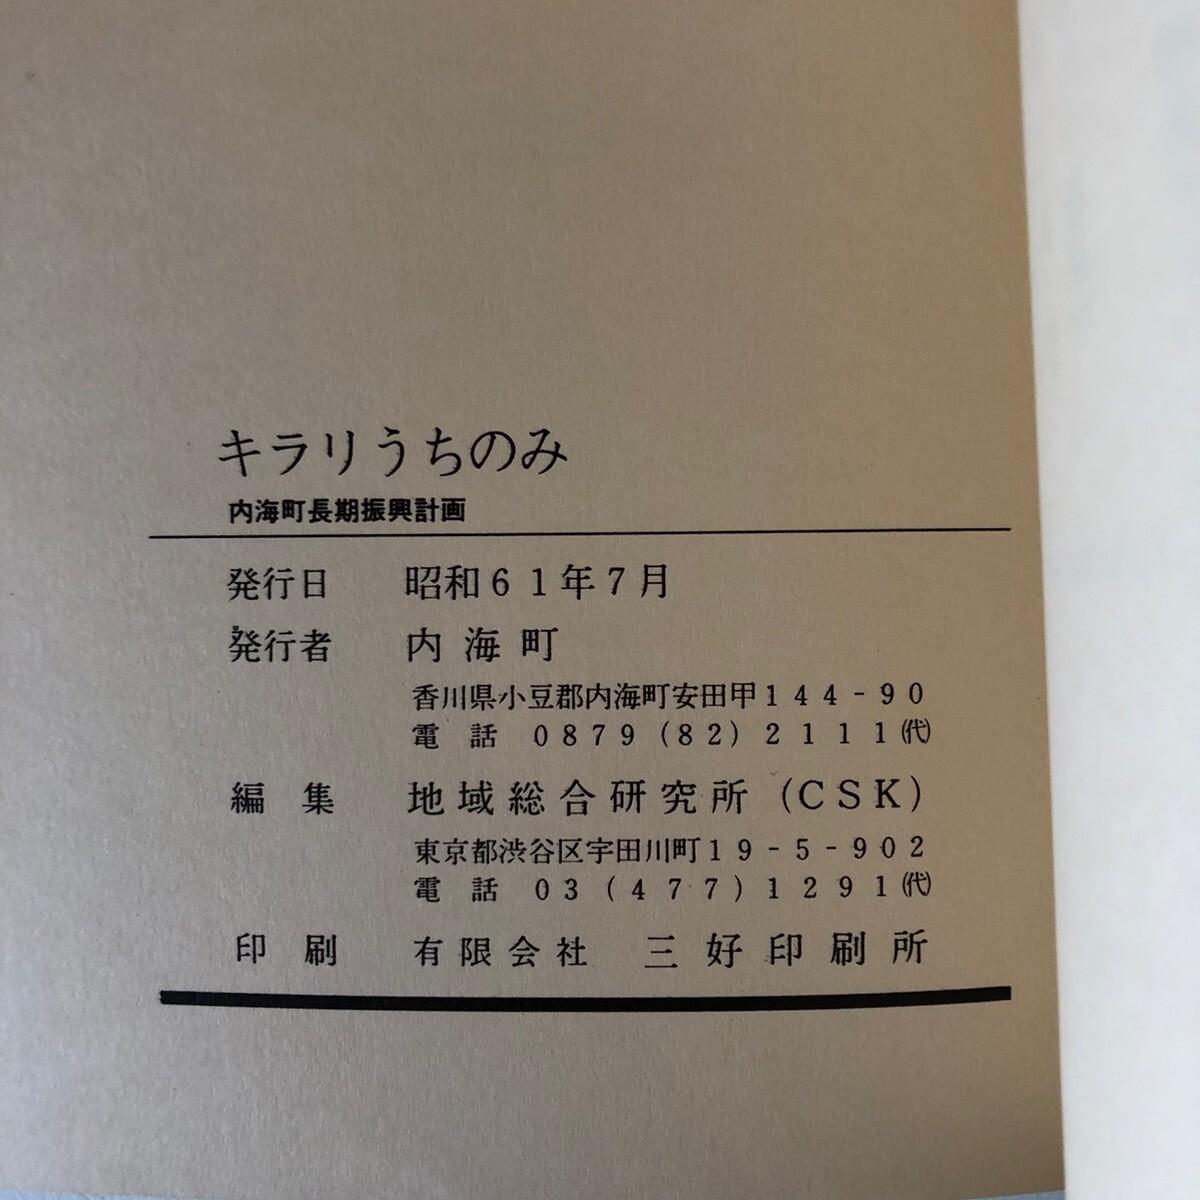 キラリうちのみ
内海町長期振興計画
発行日 昭和61年7月
発行者 内海町
香川県小豆郡内海町安田甲144-90
電話 0879(82)2111㈹
編集 地域総合研究所(CSK)
東京都渋谷区宇田川町19-5-902
電話 03(477)1291㈹
印刷 有限会社 三好印刷所